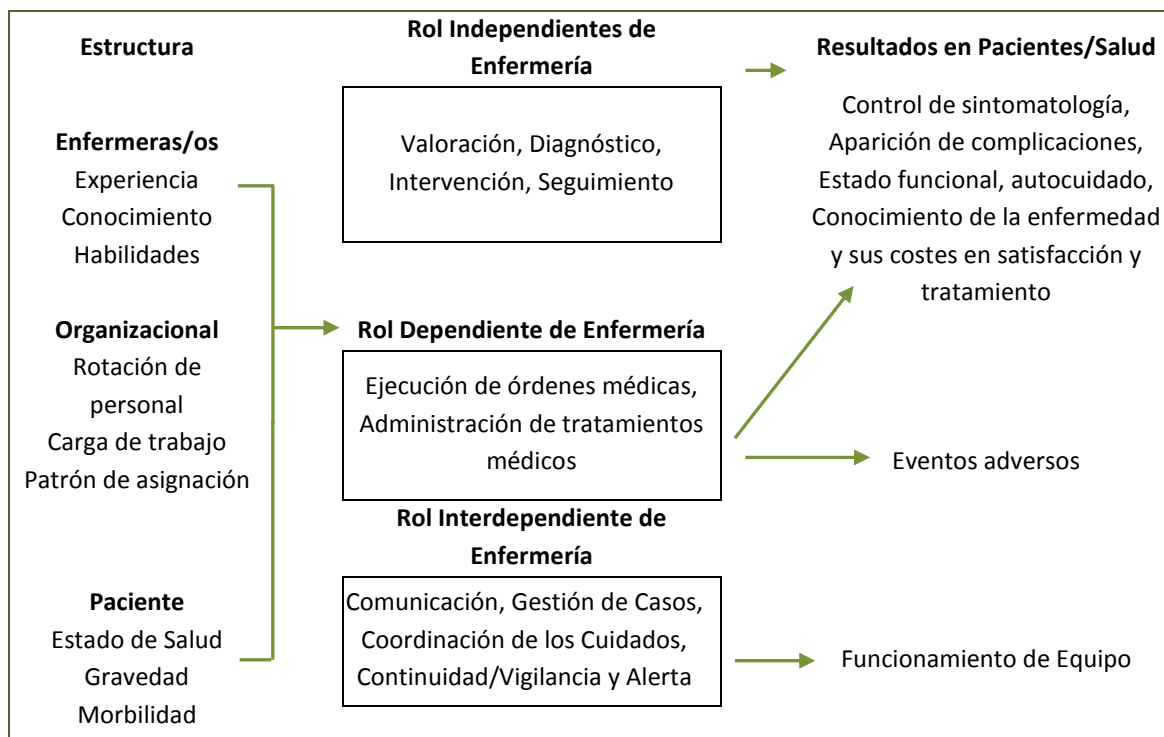 Estructura
Enfermeras/os
Experiencia
Conocimiento
Habilidades
Organizacional
Rotación de
personal
Carga de trabajo
Patrón de asignación
Paciente
Estado de Salud
Gravedad
Morbilidad
Rol Independientes de
Enfermería
Valoración, Diagnóstico,
Intervención, Seguimiento
Rol Dependiente de Enfermería
Ejecución de órdenes médicas,
Administración de tratamientos
médicos
Rol Interdependiente de
Enfermería
Comunicación, Gestión de Casos,
Coordinación de los Cuidados,
Continuidad/Vigilancia y Alerta
Resultados en Pacientes/Salud
Control de sintomatología,
Aparición de complicaciones,
Estado funcional, autocuidado,
Conocimiento de la enfermedad
y sus costes en satisfacción y
tratamiento
Eventos adversos
Funcionamiento de Equipo